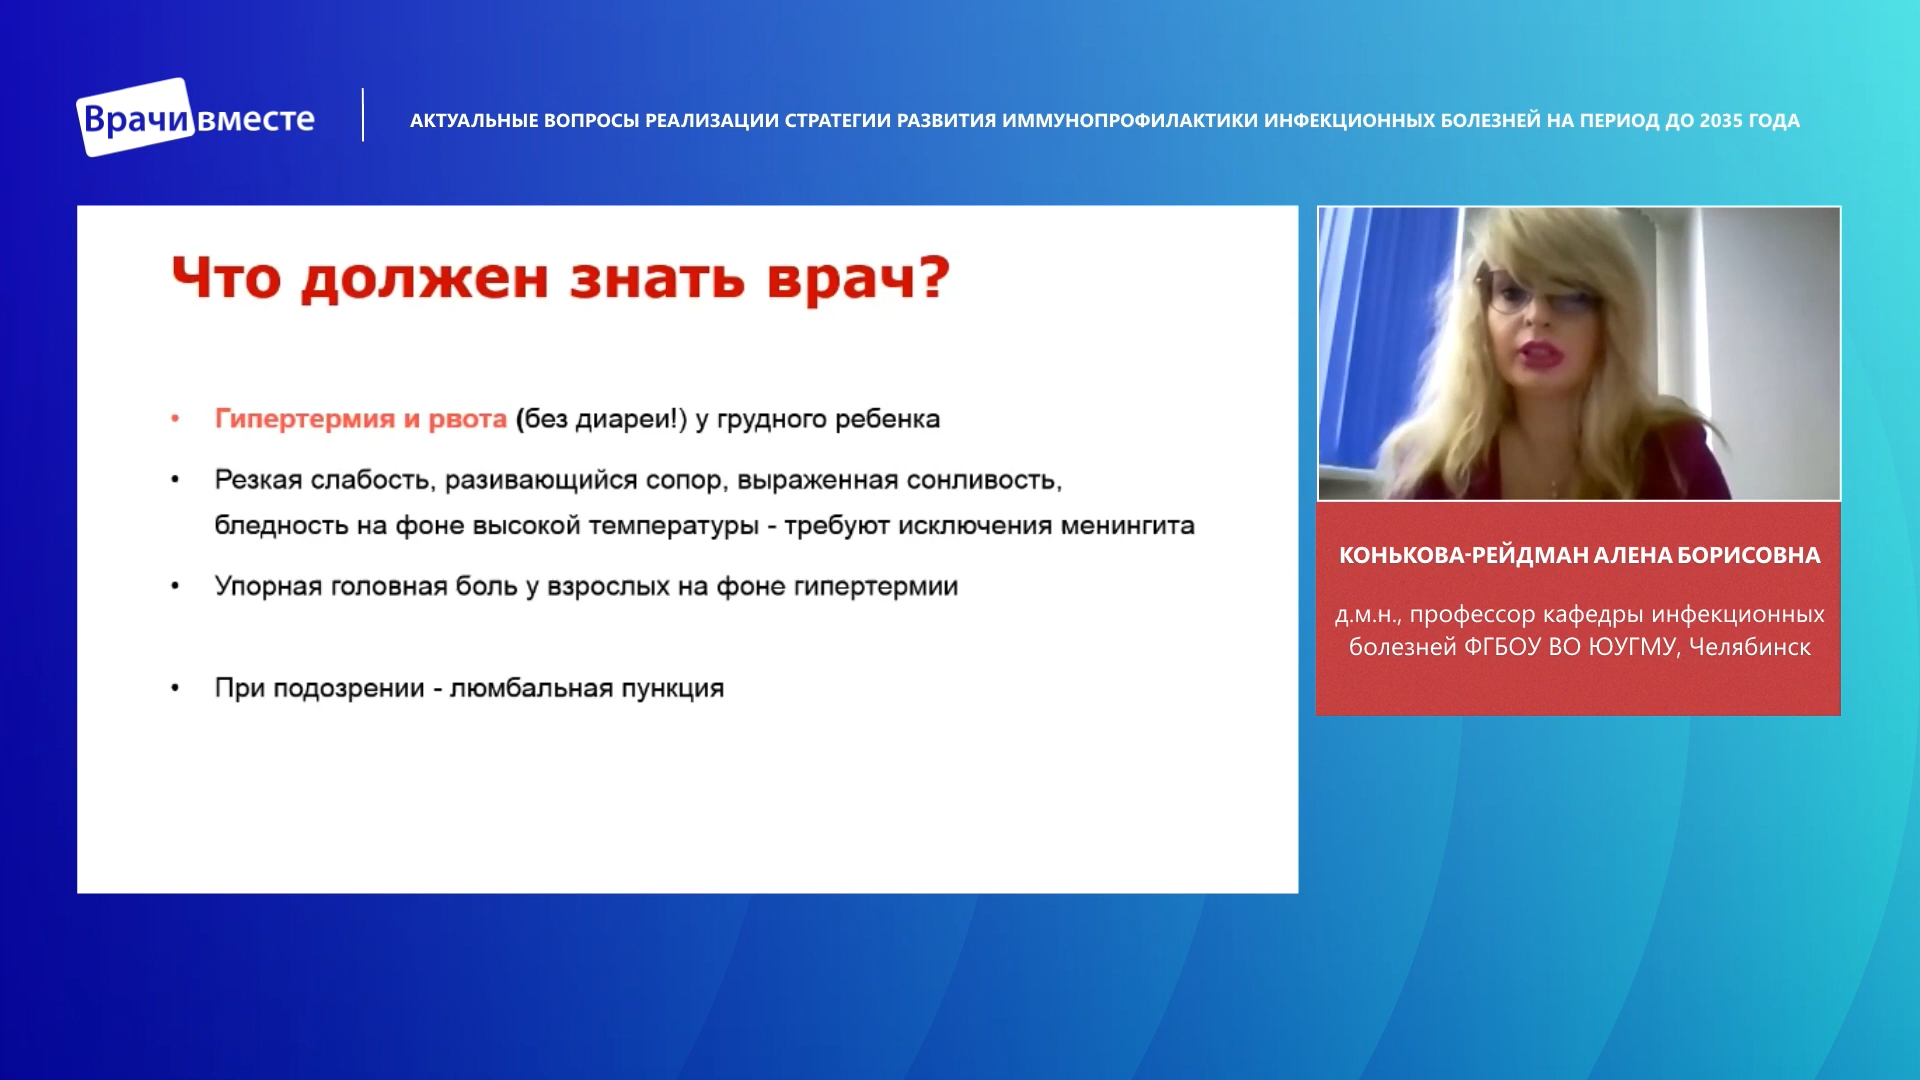 Врачи вместе
АКТУАЛЬНЫЕ ВОПРОСЫ РЕАЛИЗАЦИИ СТРАТЕГИИ РАЗВИТИЯ ИММУНОПРОФИЛАКТИКИ ИНФЕКЦИОННЫХ БОЛЕЗНЕЙ НА ПЕРИОД ДО 2035 ГОДА
Что должен знать врач?
• Гипертермия и рвота (без диареи!) у грудного ребенка
• Резкая слабость, разивающийся сопор, выраженная сонливость,
бледность на фоне высокой температуры - требуют исключения менингита
• Упорная головная боль у взрослых на фоне гипертермии
• При подозрении - люмбальная пункция
КОНЬКОВА-РЕЙДМАН АЛЕНА БОРИСОВНА
д.м.н., профессор кафедры инфекционных
болезней ФГБОУ ВО ЮУГМУ, Челябинск